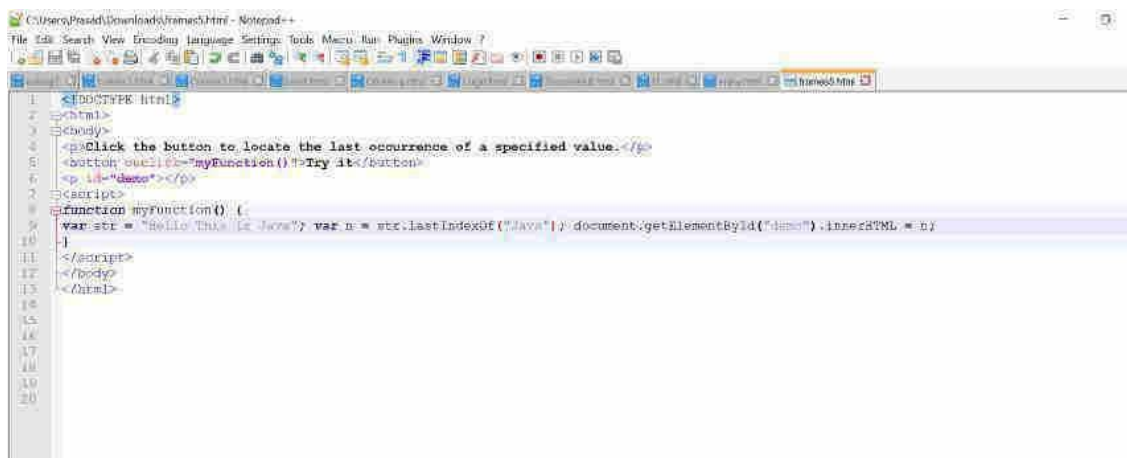 C:\Users\Prasad\Downloads\frames5.html - Notepad++
File Edit Search View Encoding Language Settings Tools Macro Run Plugins Window ?
frames5.html
1 <!DOCTYPE html>
2 <html>
3 <body>
4 <p>Click the button to locate the last occurrence of a specified value.</p>
5 <button onclick="myFunction()">Try it</button>
6 <p id="demo"></p>
7 <script>
8 function myFunction() {
9 var str = "Hello This is Java"; var n = str.lastIndexOf("Java"); document.getElementById("demo").innerHTML = n;
10 }
11 </script>
12 </body>
13 </html>
14
15
16
17
18
19
20